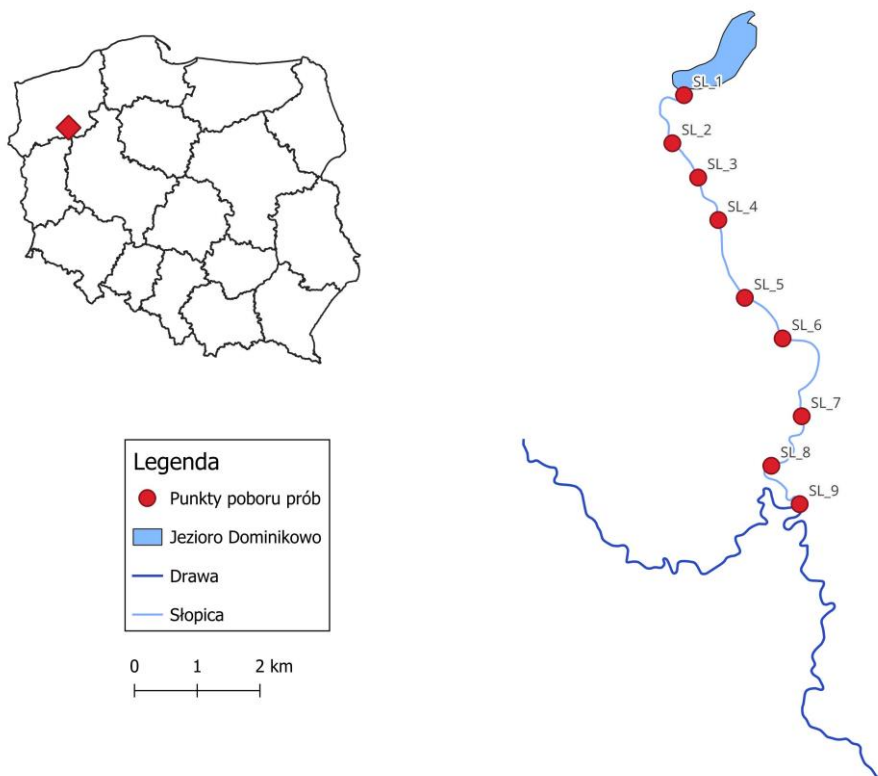 SL_1
SL_2
SL_3
SL_4
SL_5
SL_6
SL_7
SL_8
SL_9
Legenda
Punkty poboru prób
Jezioro Dominikowo
Drawa
Słopica
0 1 2 km